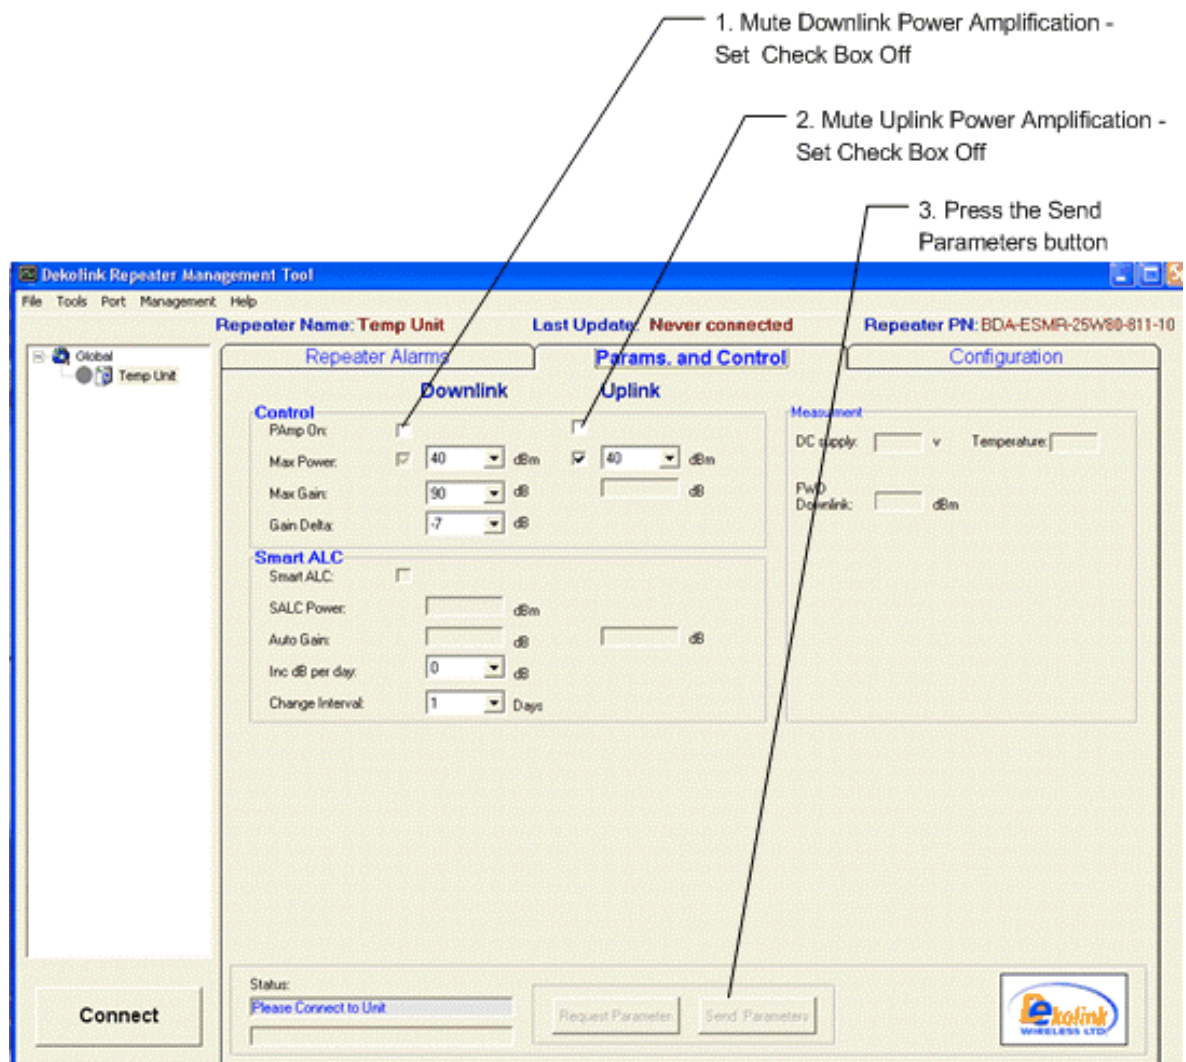 1. Mute Downlink Power Amplification -
Set Check Box Off
2. Mute Uplink Power Amplification -
Set Check Box Off
3. Press the Send
Parameters button
Dekolink Repeater Management Tool
File Tools Port Management Help
Repeater Name: Temp Unit Last Update: Never connected Repeater PN: BDA-ESMR-25W80-811-10
Global
Temp Unit
Repeater Alarms Params. and Control Configuration
Downlink Uplink
Control
PAmp On:
Max Power: 40 dBm 40 dBm
Max Gain: 90 dB dB
Gain Delta: -7 dB
Smart ALC
Smart ALC:
SALC Power: dBm
Auto Gain: dB dB
Inc dB per day: 0 dB
Change Interval: 1 Days
Measurment
DC supply: v Temperature:
FWD
Downlink: dBm
Connect
Status:
Please Connect to Unit
Request Parameter Send Parameters
Dekolink
WIRELESS LTD